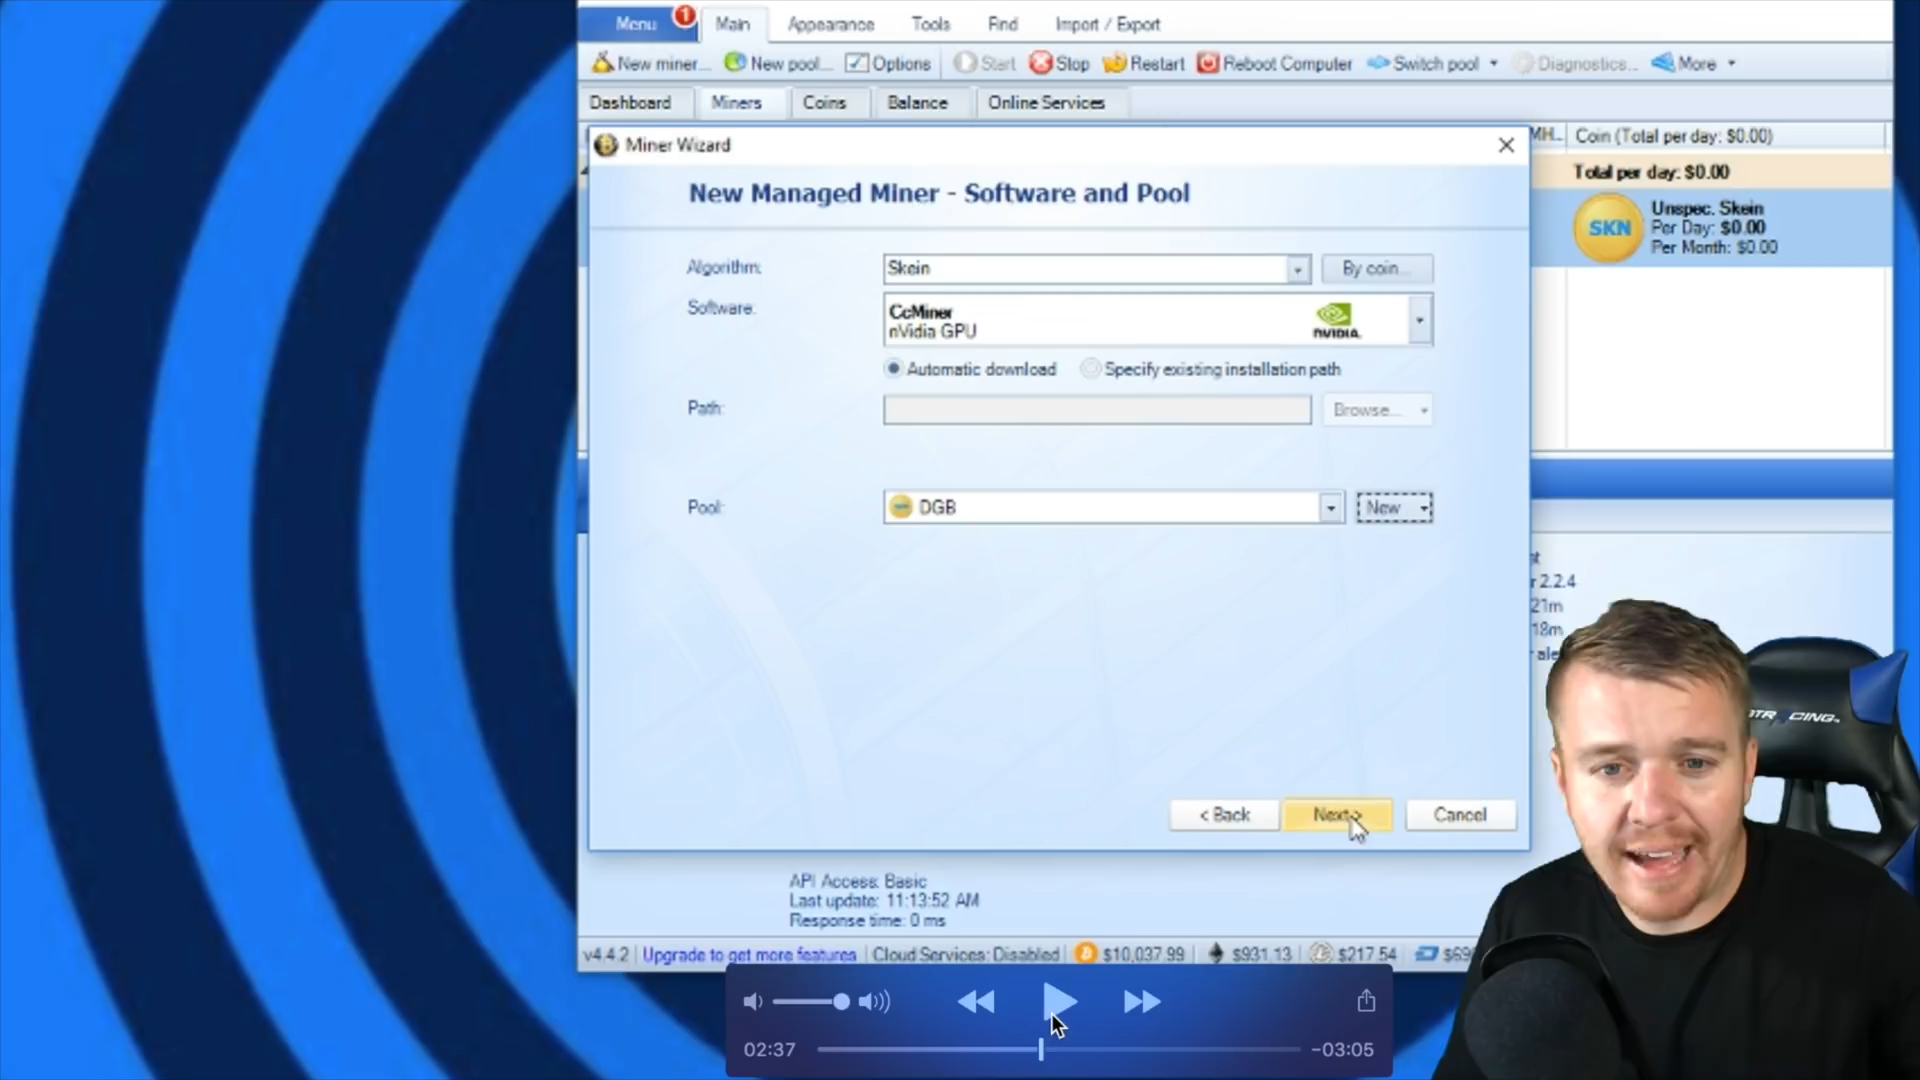 Menu 1 Main Appearance Tools Find Import / Export
New miner... New pool... Options Start Stop Restart Reboot Computer Switch pool Diagnostics... More
Dashboard Miners Coins Balance Online Services
Miner Wizard
MH... Coin (Total per day: $0.00)
Total per day: $0.00
New Managed Miner - Software and Pool
SKN
Unspec. Skein
Per Day: $0.00
Per Month: $0.00
Algorithm: Skein By coin...
Software: CcMiner
nVidia GPU
NVIDIA.
Automatic download Specify existing installation path
Path: Browse...
Pool: DGB New
r 2.2.4
21m
18m
< Back Next > Cancel
API Access: Basic
Last update: 11:13:52 AM
Response time: 0 ms
v4.4.2 Upgrade to get more features Cloud Services: Disabled $10,037.99 $931.13 $217.54
02:37 -03:05